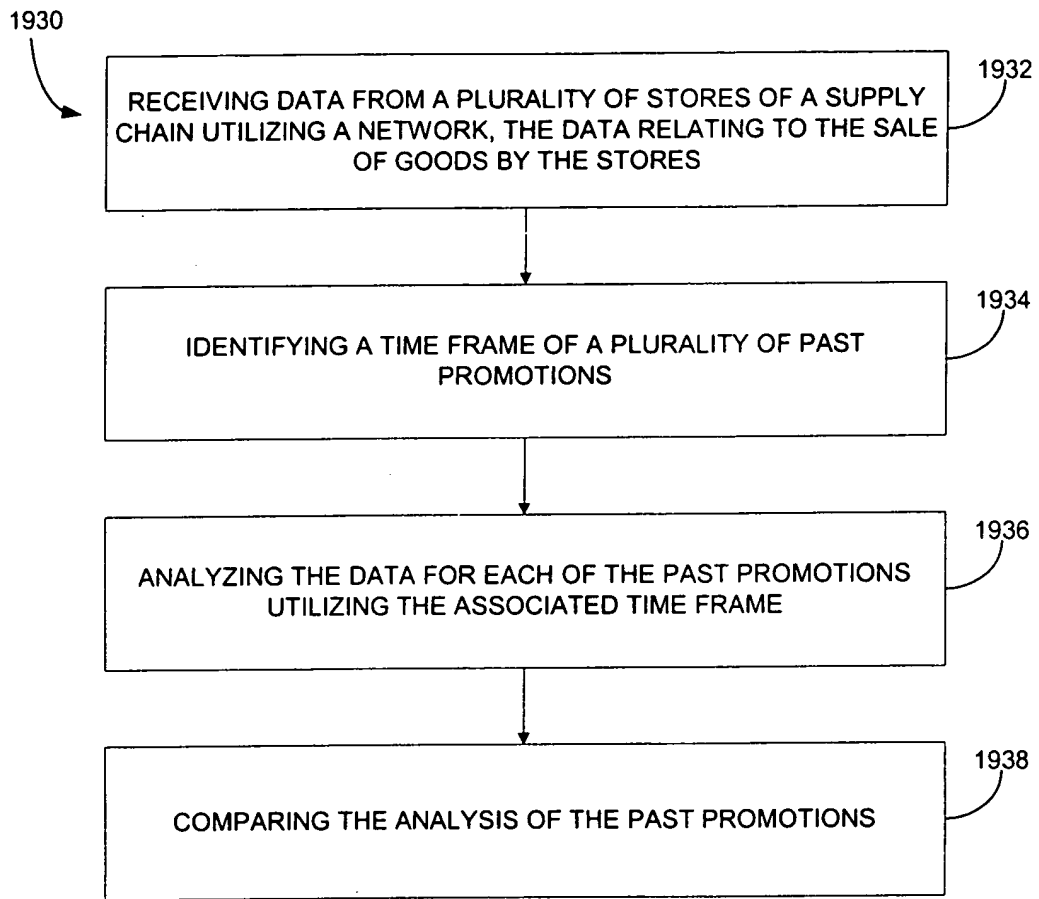 1930
1932
RECEIVING DATA FROM A PLURALITY OF STORES OF A SUPPLY
CHAIN UTILIZING A NETWORK, THE DATA RELATING TO THE SALE
OF GOODS BY THE STORES
1934
IDENTIFYING A TIME FRAME OF A PLURALITY OF PAST
PROMOTIONS
1936
ANALYZING THE DATA FOR EACH OF THE PAST PROMOTIONS
UTILIZING THE ASSOCIATED TIME FRAME
1938
COMPARING THE ANALYSIS OF THE PAST PROMOTIONS